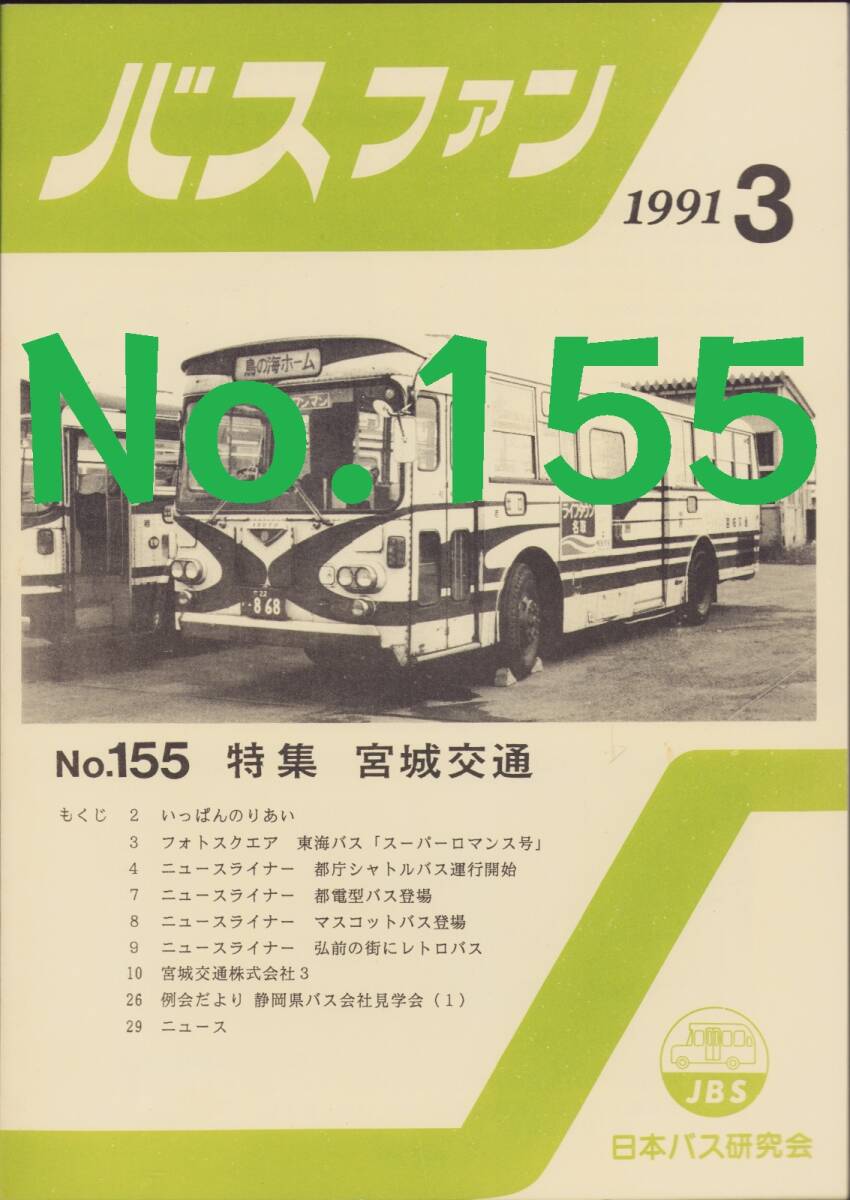 バスファン
1991 3
No.155
鳥の海ホーム
ワンマン
ライフタウン
名取
宮城交通
22
・868
No.155 特集 宮城交通
もくじ 2 いっぱんのりあい
3 フォトスクエア 東海バス「スーパーロマンス号」
4 ニュースライナー 都庁シャトルバス運行開始
7 ニュースライナー 都電型バス登場
8 ニュースライナー マスコットバス登場
9 ニュースライナー 弘前の街にレトロバス
10 宮城交通株式会社3
26 例会だより 静岡県バス会社見学会(1)
29 ニュース
JBS
日本バス研究会